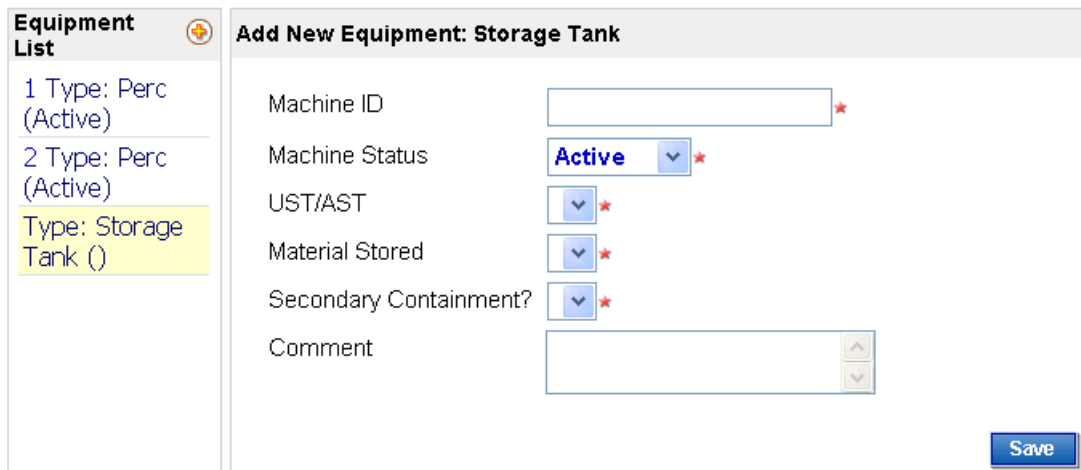 Equipment
List
1 Type: Perc
(Active)
2 Type: Perc
(Active)
Type: Storage
Tank ()
Add New Equipment: Storage Tank
Machine ID
Machine Status Active
UST/AST
Material Stored
Secondary Containment?
Comment
Save